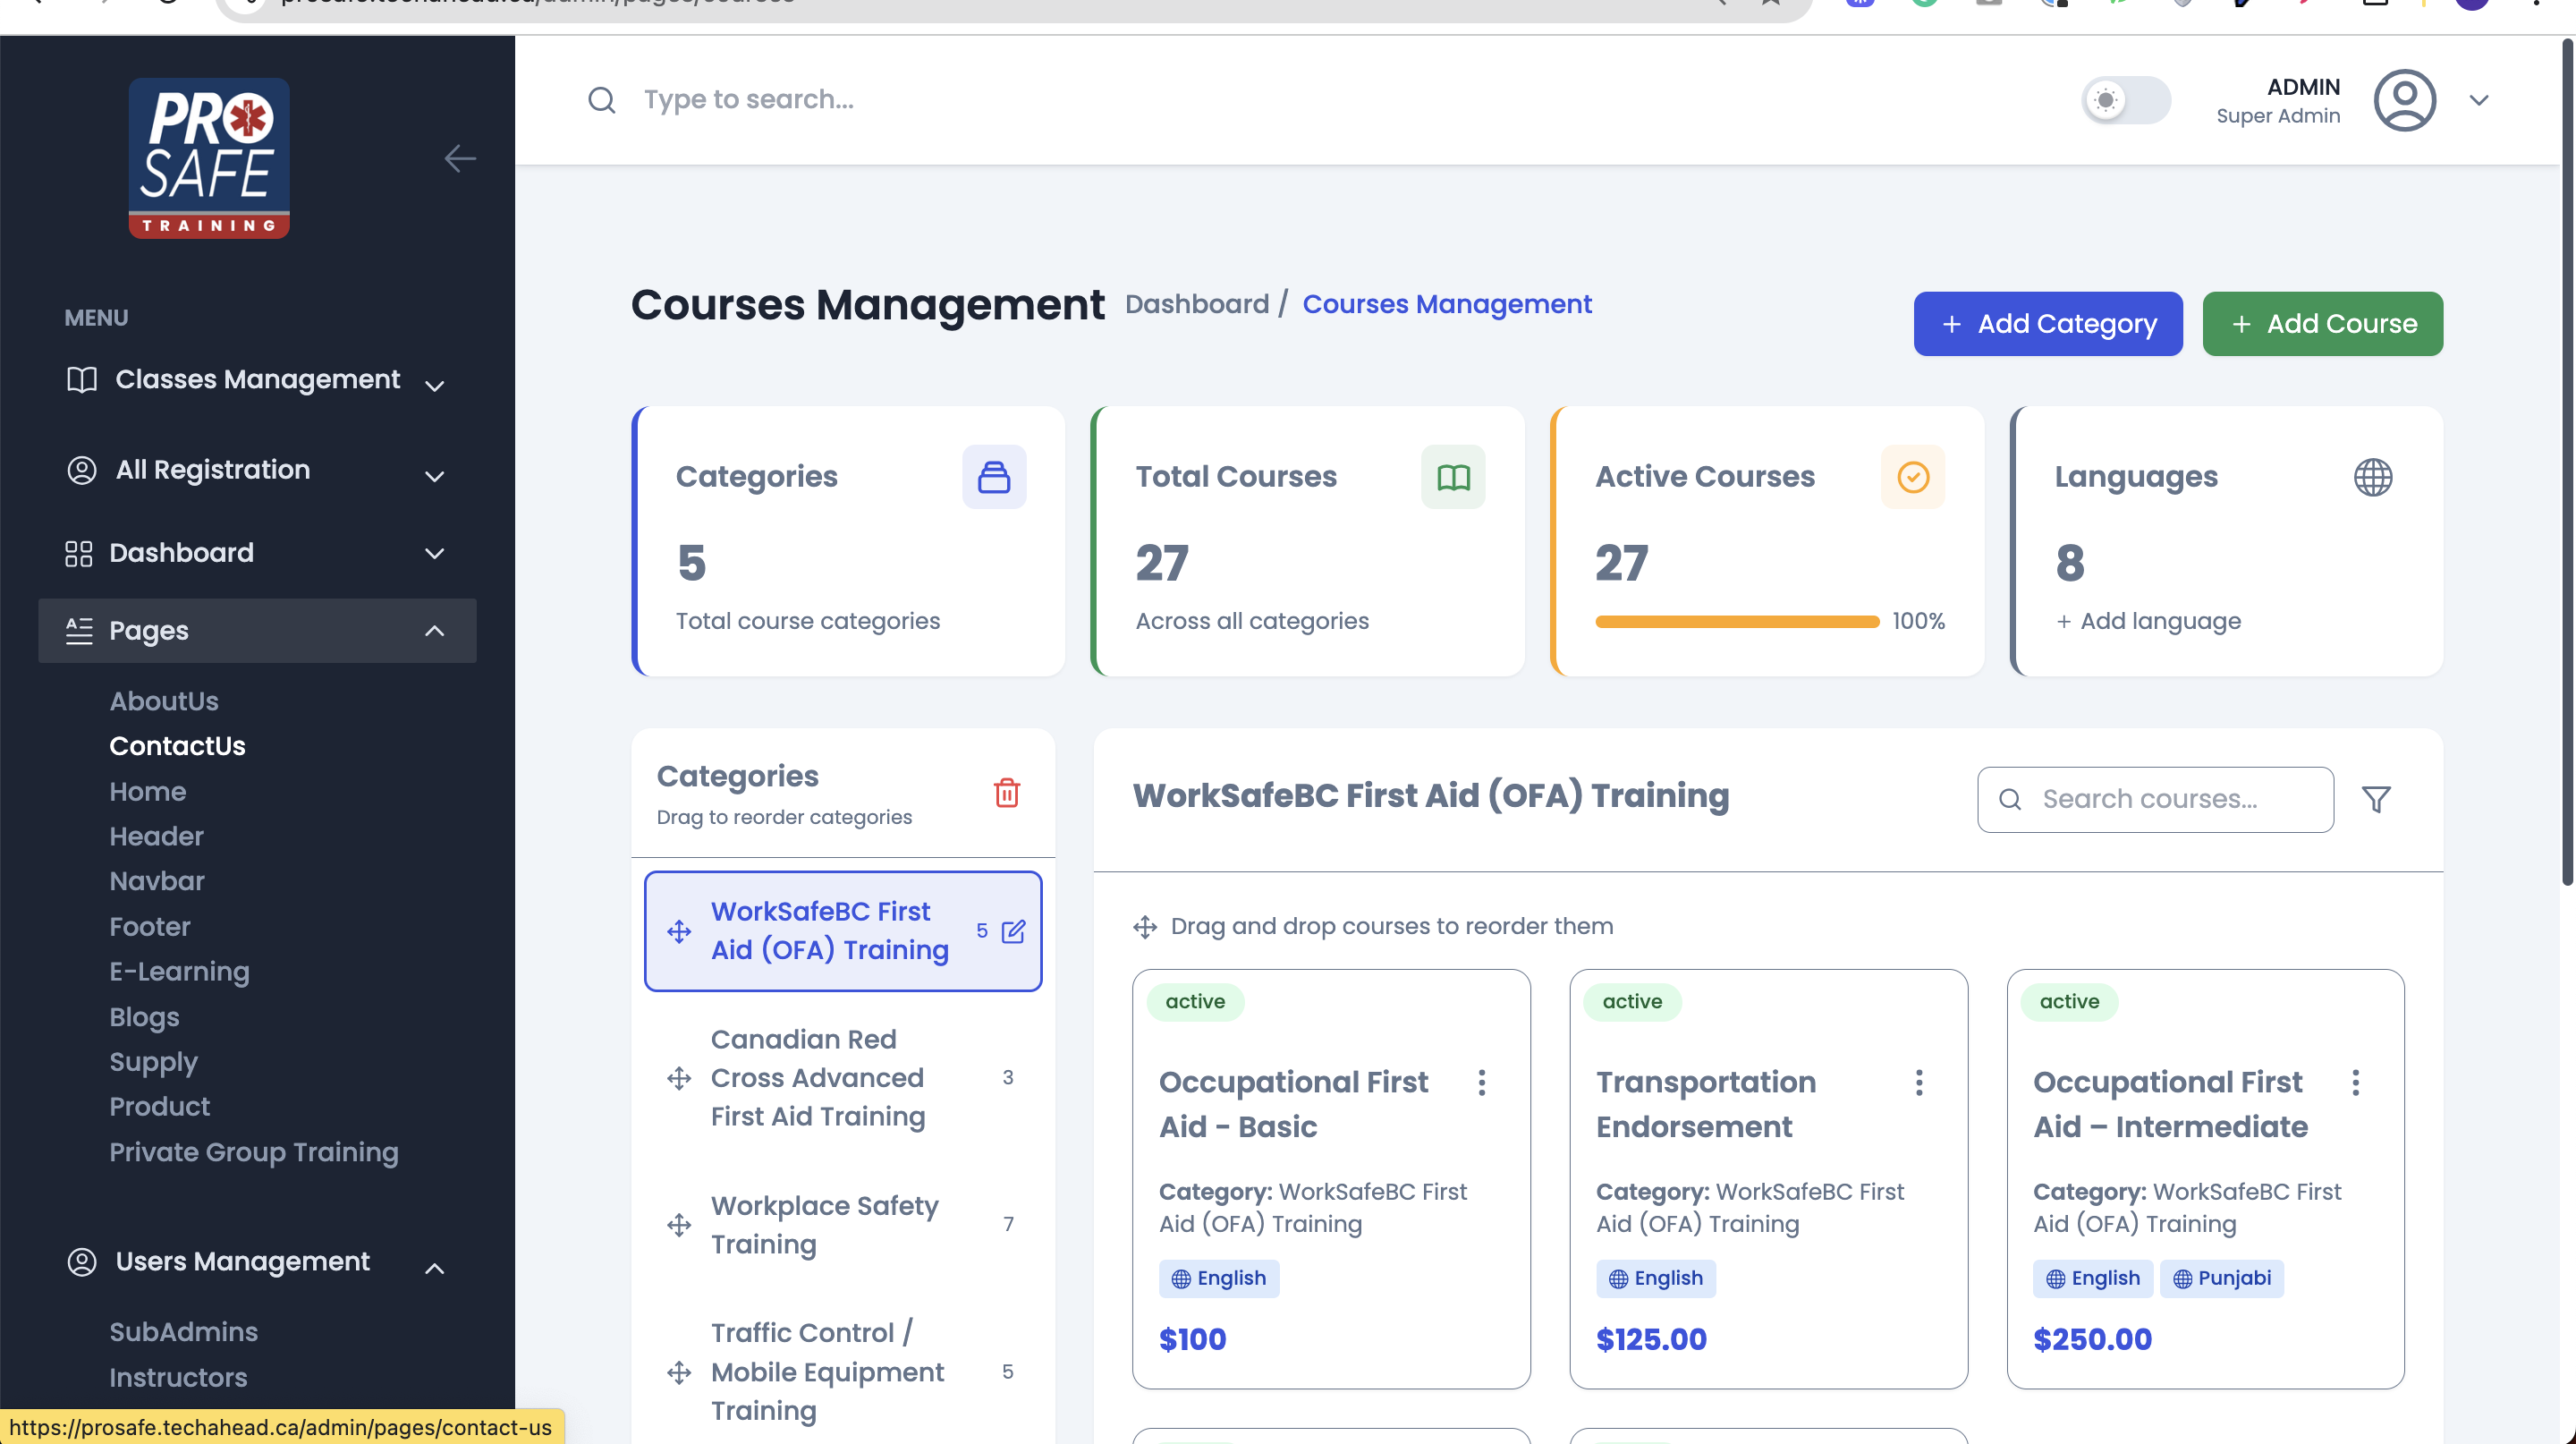 PRO
SAFE
TRAINING
Type to search...
ADMIN
Super Admin
MENU
Classes Management
All Registration
Dashboard
Pages
AboutUs
ContactUs
Home
Header
Navbar
Footer
E-Learning
Blogs
Supply
Product
Private Group Training
Users Management
SubAdmins
Instructors
https://prosafe.techahead.ca/admin/pages/contact-us
Courses Management
Dashboard / Courses Management
+ Add Category
+ Add Course
Categories
5
Total course categories
Total Courses
27
Across all categories
Active Courses
27
100%
Languages
8
+ Add language
Categories
Drag to reorder categories
WorkSafeBC First
Aid (OFA) Training
5
Canadian Red
Cross Advanced
First Aid Training
3
Workplace Safety
Training
7
Traffic Control /
Mobile Equipment
Training
5
WorkSafeBC First Aid (OFA) Training
Search courses...
Drag and drop courses to reorder them
active
Occupational First
Aid - Basic
Category: WorkSafeBC First
Aid (OFA) Training
English
$100
active
Transportation
Endorsement
Category: WorkSafeBC First
Aid (OFA) Training
English
$125.00
active
Occupational First
Aid – Intermediate
Category: WorkSafeBC First
Aid (OFA) Training
English
Punjabi
$250.00